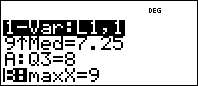 DEG
1-Var:L1,1
9↑Med=7.25
A:Q3=8
B:maxX=9